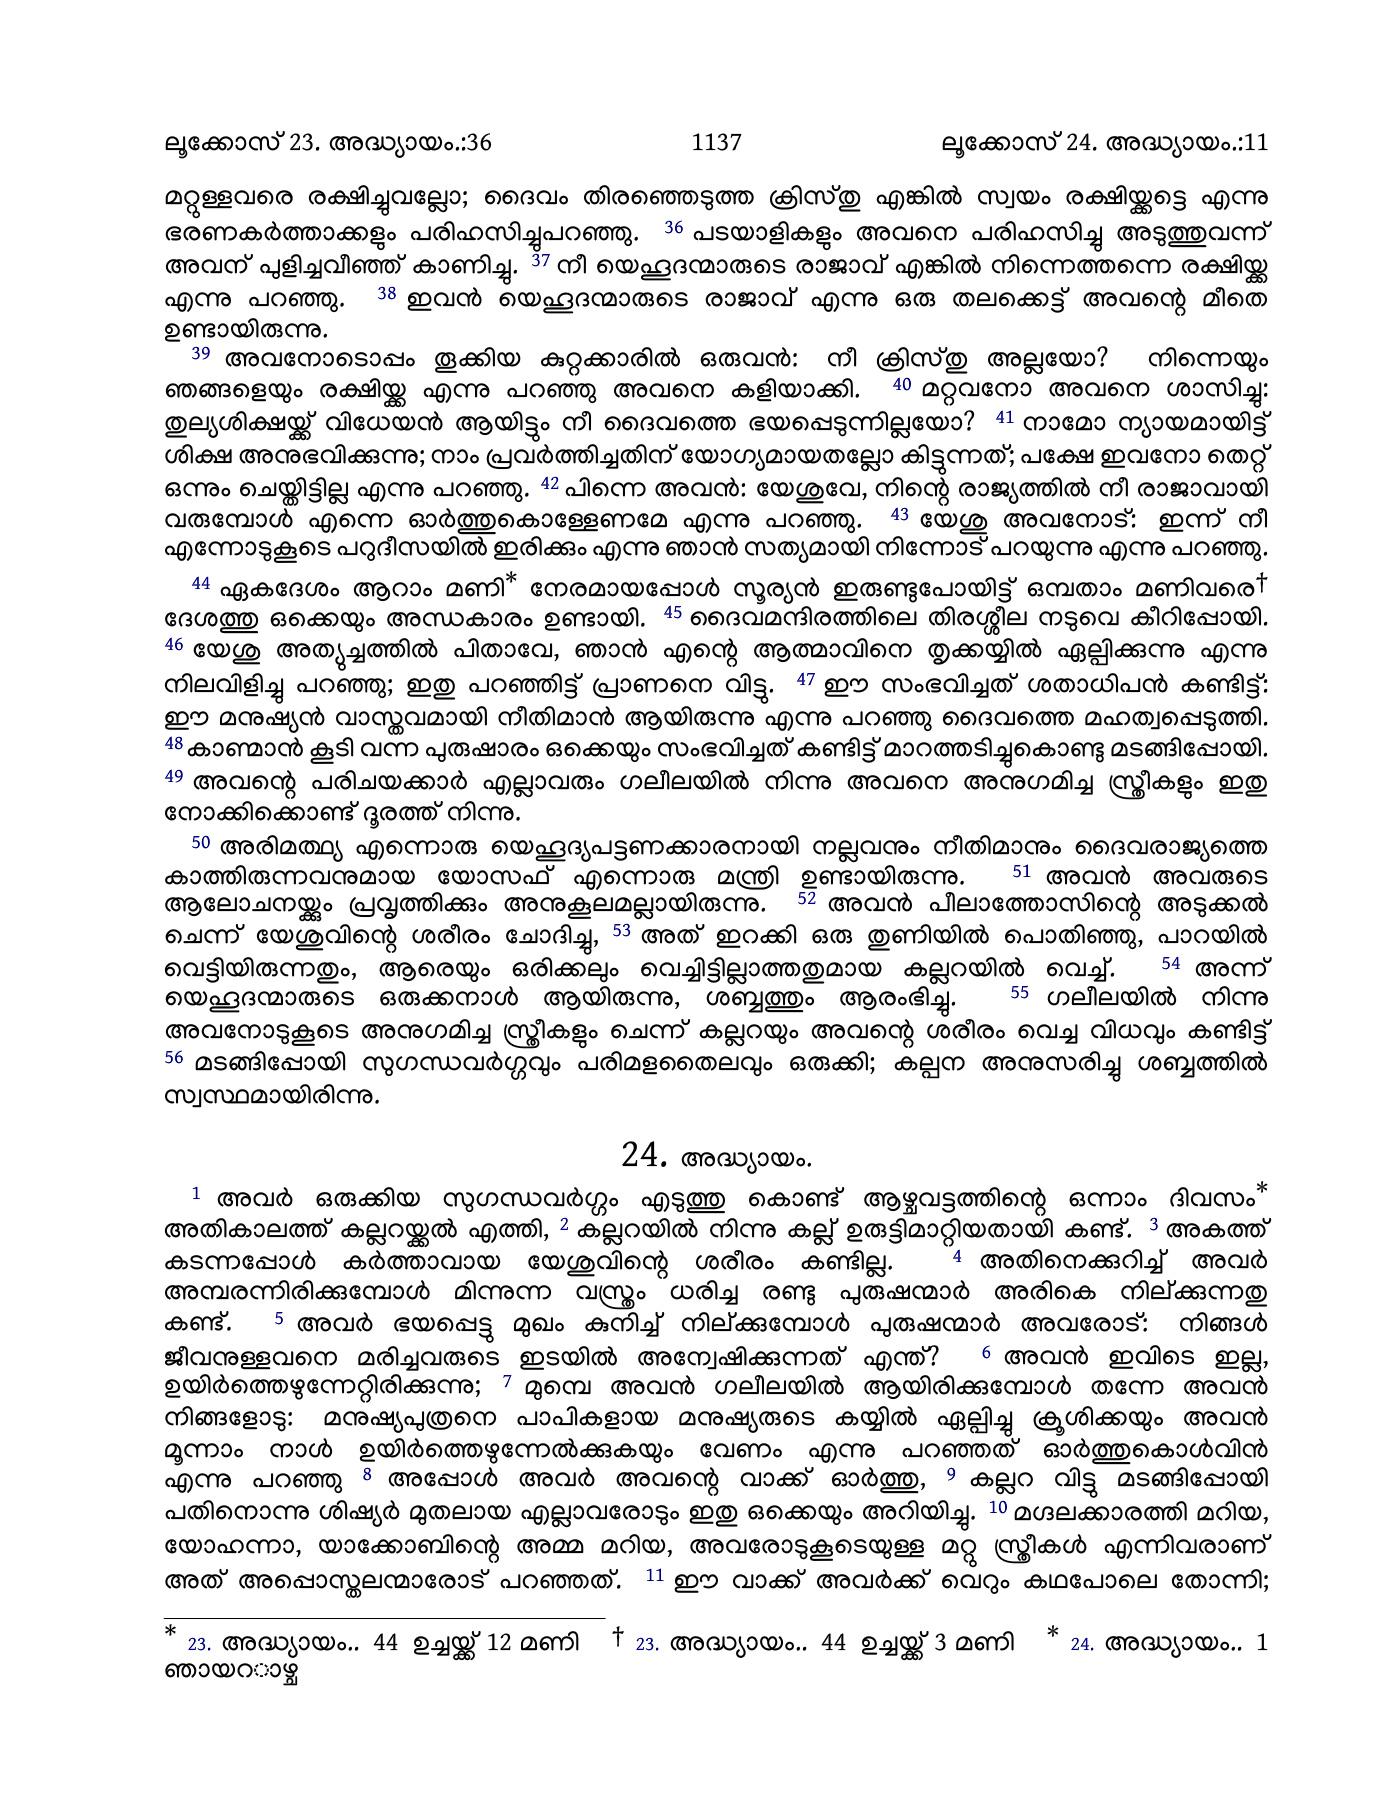 ലൂക്കോസ് 23. അദ്ധ്യായം.:36 1137 ലൂക്കോസ് 24. അദ്ധ്യായം.:11
മറ്റുള്ളവരെ രക്ഷിച്ചുവല്ലോ; ദൈവം തിരഞ്ഞെടുത്ത ക്രിസ്തു എങ്കിൽ സ്വയം രക്ഷിയ്ക്കട്ടെ എന്നു
ഭരണകർത്താക്കളും പരിഹസിച്ചുപറഞ്ഞു. 36 പടയാളികളും അവനെ പരിഹസിച്ചു അടുത്തുവന്ന്
അവന് പുളിച്ചവീഞ്ഞ് കാണിച്ചു. 37 നീ യെഹൂദന്മാരുടെ രാജാവ് എങ്കിൽ നിന്നെത്തന്നെ രക്ഷിയ്ക്ക
എന്നു പറഞ്ഞു. 38 ഇവൻ യെഹൂദന്മാരുടെ രാജാവ് എന്നു ഒരു തലക്കെട്ട് അവന്റെ മീതെ
ഉണ്ടായിരുന്നു.
39 അവനോടൊപ്പം തൂക്കിയ കുറ്റക്കാരിൽ ഒരുവൻ: നീ ക്രിസ്തു അല്ലയോ? നിന്നെയും
ഞങ്ങളെയും രക്ഷിയ്ക്ക എന്നു പറഞ്ഞു അവനെ കളിയാക്കി. 40 മറ്റവനോ അവനെ ശാസിച്ചു:
തുല്യശിക്ഷയ്ക്ക് വിധേയൻ ആയിട്ടും നീ ദൈവത്തെ ഭയപ്പെടുന്നില്ലയോ? 41 നാമോ ന്യായമായിട്ട്
ശിക്ഷ അനുഭവിക്കുന്നു; നാം പ്രവർത്തിച്ചതിന് യോഗ്യമായതല്ലോ കിട്ടുന്നത്; പക്ഷേ ഇവനോ തെറ്റ്
ഒന്നും ചെയ്തിട്ടില്ല എന്നു പറഞ്ഞു. 42 പിന്നെ അവൻ: യേശുവേ, നിന്റെ രാജ്യത്തിൽ നീ രാജാവായി
വരുമ്പോൾ എന്നെ ഓർത്തുകൊള്ളേണമേ എന്നു പറഞ്ഞു. 43 യേശു അവനോട്: ഇന്ന് നീ
എന്നോടുകൂടെ പറുദീസയിൽ ഇരിക്കും എന്നു ഞാൻ സത്യമായി നിന്നോട് പറയുന്നു എന്നു പറഞ്ഞു.
44 ഏകദേശം ആറാം മണി* നേരമായപ്പോൾ സൂര്യൻ ഇരുണ്ടുപോയിട്ട് ഒമ്പതാം മണിവരെ†
ദേശത്തു ഒക്കെയും അന്ധകാരം ഉണ്ടായി. 45 ദൈവമന്ദിരത്തിലെ തിരശ്ശീല നടുവെ കീറിപ്പോയി.
46 യേശു അത്യുച്ചത്തിൽ പിതാവേ, ഞാൻ എന്റെ ആത്മാവിനെ തൃക്കയ്യിൽ ഏല്പിക്കുന്നു എന്നു
നിലവിളിച്ചു പറഞ്ഞു; ഇതു പറഞ്ഞിട്ട് പ്രാണനെ വിട്ടു. 47 ഈ സംഭവിച്ചത് ശതാധിപൻ കണ്ടിട്ട്:
ഈ മനുഷ്യൻ വാസ്തവമായി നീതിമാൻ ആയിരുന്നു എന്നു പറഞ്ഞു ദൈവത്തെ മഹത്വപ്പെടുത്തി.
48 കാണ്മാൻ കൂടി വന്ന പുരുഷാരം ഒക്കെയും സംഭവിച്ചത് കണ്ടിട്ട് മാറത്തടിച്ചുകൊണ്ടു മടങ്ങിപ്പോയി.
49 അവന്റെ പരിചയക്കാർ എല്ലാവരും ഗലീലയിൽ നിന്നു അവനെ അനുഗമിച്ച സ്ത്രീകളും ഇതു
നോക്കിക്കൊണ്ട് ദൂരത്ത് നിന്നു.
50 അരിമത്ഥ്യ എന്നൊരു യെഹൂദ്യപട്ടണക്കാരനായി നല്ലവനും നീതിമാനും ദൈവരാജ്യത്തെ
കാത്തിരുന്നവനുമായ യോസഫ് എന്നൊരു മന്ത്രി ഉണ്ടായിരുന്നു. 51 അവൻ അവരുടെ
ആലോചനയ്ക്കും പ്രവൃത്തിക്കും അനുകൂലമല്ലായിരുന്നു. 52 അവൻ പീലാത്തോസിന്റെ അടുക്കൽ
ചെന്ന് യേശുവിന്റെ ശരീരം ചോദിച്ചു, 53 അത് ഇറക്കി ഒരു തുണിയിൽ പൊതിഞ്ഞു, പാറയിൽ
വെട്ടിയിരുന്നതും, ആരെയും ഒരിക്കലും വെച്ചിട്ടില്ലാത്തതുമായ കല്ലറയിൽ വെച്ച്. 54 അന്ന്
യെഹൂദന്മാരുടെ ഒരുക്കനാൾ ആയിരുന്നു, ശബ്ബത്തും ആരംഭിച്ചു. 55 ഗലീലയിൽ നിന്നു
അവനോടുകൂടെ അനുഗമിച്ച സ്ത്രീകളും ചെന്ന് കല്ലറയും അവന്റെ ശരീരം വെച്ച വിധവും കണ്ടിട്ട്
56 മടങ്ങിപ്പോയി സുഗന്ധവർഗ്ഗവും പരിമളതൈലവും ഒരുക്കി; കല്പന അനുസരിച്ചു ശബ്ബത്തിൽ
സ്വസ്ഥമായിരിന്നു.
24. അദ്ധ്യായം.
1 അവർ ഒരുക്കിയ സുഗന്ധവർഗ്ഗം എടുത്തു കൊണ്ട് ആഴ്ചവട്ടത്തിന്റെ ഒന്നാം ദിവസം*
അതികാലത്ത് കല്ലറയ്ക്കൽ എത്തി, 2 കല്ലറയിൽ നിന്നു കല്ല് ഉരുട്ടിമാറ്റിയതായി കണ്ട്. 3 അകത്ത്
കടന്നപ്പോൾ കർത്താവായ യേശുവിന്റെ ശരീരം കണ്ടില്ല. 4 അതിനെക്കുറിച്ച് അവർ
അമ്പരന്നിരിക്കുമ്പോൾ മിന്നുന്ന വസ്ത്രം ധരിച്ച രണ്ടു പുരുഷന്മാർ അരികെ നില്ക്കുന്നതു
കണ്ട്. 5 അവർ ഭയപ്പെട്ടു മുഖം കുനിച്ച് നില്ക്കുമ്പോൾ പുരുഷന്മാർ അവരോട്: നിങ്ങൾ
ജീവനുള്ളവനെ മരിച്ചവരുടെ ഇടയിൽ അന്വേഷിക്കുന്നത് എന്ത്? 6 അവൻ ഇവിടെ ഇല്ല,
ഉയിർത്തെഴുന്നേറ്റിരിക്കുന്നു; 7 മുമ്പെ അവൻ ഗലീലയിൽ ആയിരിക്കുമ്പോൾ തന്നേ അവൻ
നിങ്ങളോടു: മനുഷ്യപുത്രനെ പാപികളായ മനുഷ്യരുടെ കയ്യിൽ ഏല്പിച്ചു ക്രൂശിക്കയും അവൻ
മൂന്നാം നാൾ ഉയിർത്തെഴുന്നേൽക്കുകയും വേണം എന്നു പറഞ്ഞത് ഓർത്തുകൊൾവിൻ
എന്നു പറഞ്ഞു 8 അപ്പോൾ അവർ അവന്റെ വാക്ക് ഓർത്തു, 9 കല്ലറ വിട്ടു മടങ്ങിപ്പോയി
പതിനൊന്നു ശിഷ്യർ മുതലായ എല്ലാവരോടും ഇതു ഒക്കെയും അറിയിച്ചു. 10 മഗ്ദലക്കാരത്തി മറിയ,
യോഹന്നാ, യാക്കോബിന്റെ അമ്മ മറിയ, അവരോടുകൂടെയുള്ള മറ്റു സ്ത്രീകൾ എന്നിവരാണ്
അത് അപ്പൊസ്തലന്മാരോട് പറഞ്ഞത്. 11 ഈ വാക്ക് അവർക്ക് വെറും കഥപോലെ തോന്നി;
* 23. അദ്ധ്യായം.. 44 ഉച്ചയ്ക്ക് 12 മണി † 23. അദ്ധ്യായം.. 44 ഉച്ചയ്ക്ക് 3 മണി * 24. അദ്ധ്യായം.. 1
ഞായറാഴ്ച